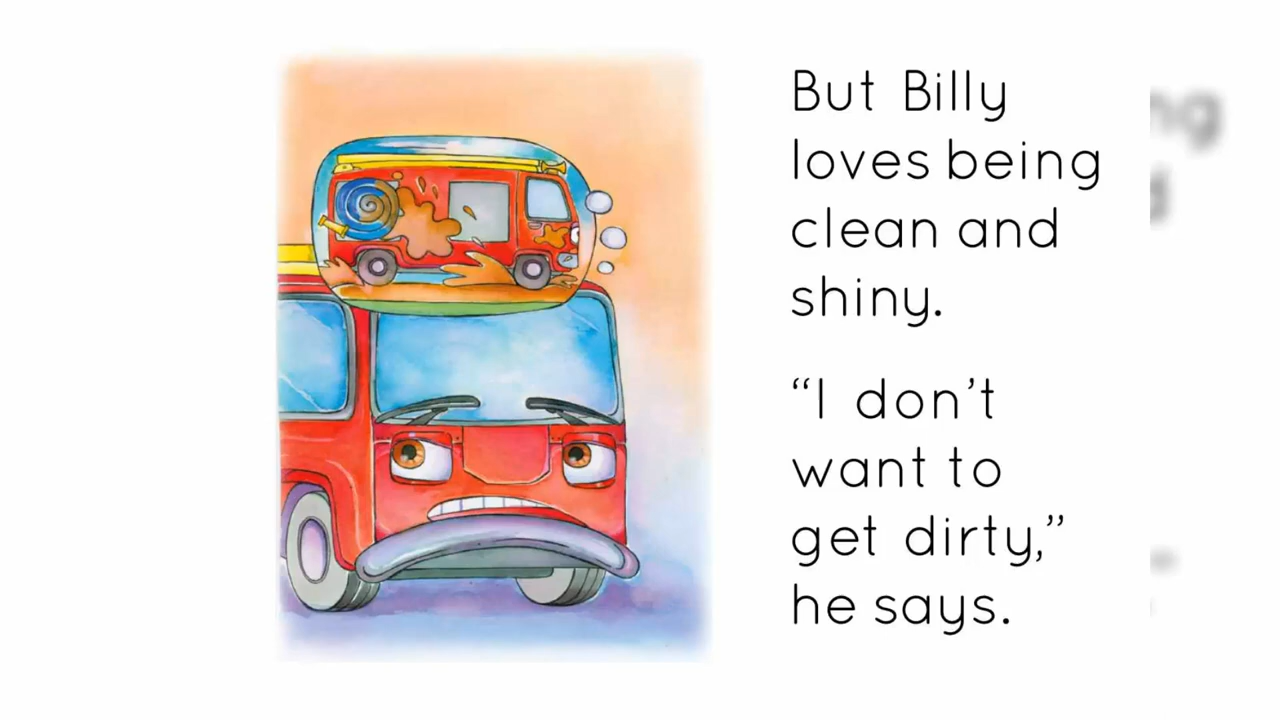 But Billy
loves being
clean and
shiny.
“I don’t
want to
get dirty,”
he says.